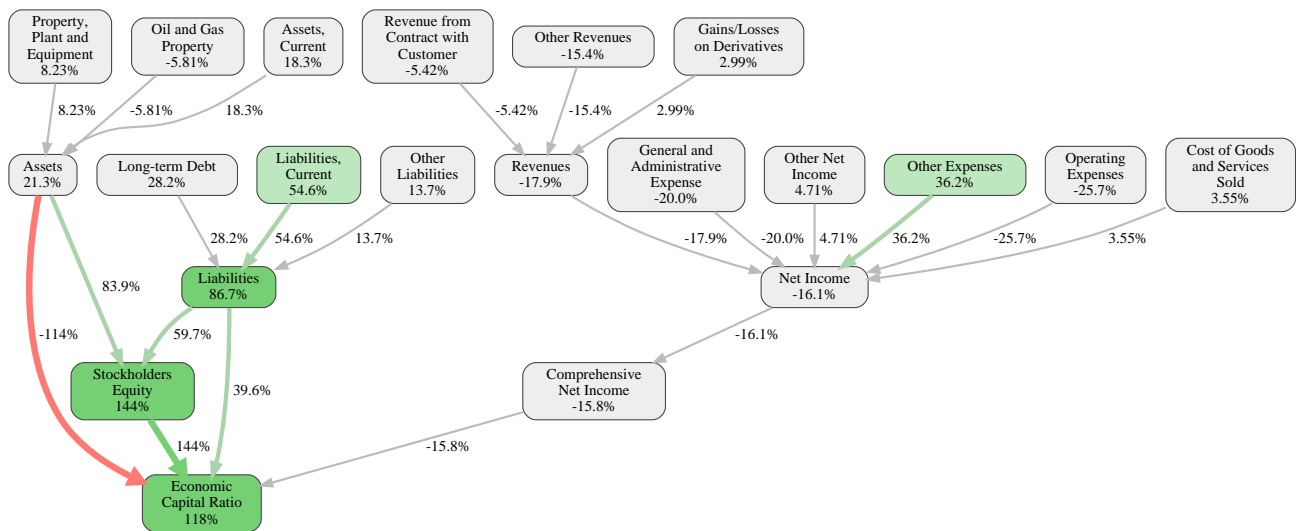 Property,
Plant and
Equipment
8.23%
Oil and Gas
Property
-5.81%
Assets,
Current
18.3%
Revenue from
Contract with
Customer
-5.42%
Other Revenues
-15.4%
Gains/Losses
on Derivatives
2.99%
8.23%
-5.81%
18.3%
-5.42%
-15.4%
2.99%
Assets
21.3%
Long-term Debt
28.2%
Liabilities,
Current
54.6%
Other
Liabilities
13.7%
Revenues
-17.9%
General and
Administrative
Expense
-20.0%
Other Net
Income
4.71%
Other Expenses
36.2%
Operating
Expenses
-25.7%
Cost of Goods
and Services
Sold
3.55%
28.2%
54.6%
13.7%
-17.9%
-20.0%
4.71%
36.2%
-25.7%
3.55%
83.9%
Liabilities
86.7%
Net Income
-16.1%
-114%
59.7%
-16.1%
Stockholders
Equity
144%
39.6%
Comprehensive
Net Income
-15.8%
144%
-15.8%
Economic
Capital Ratio
118%